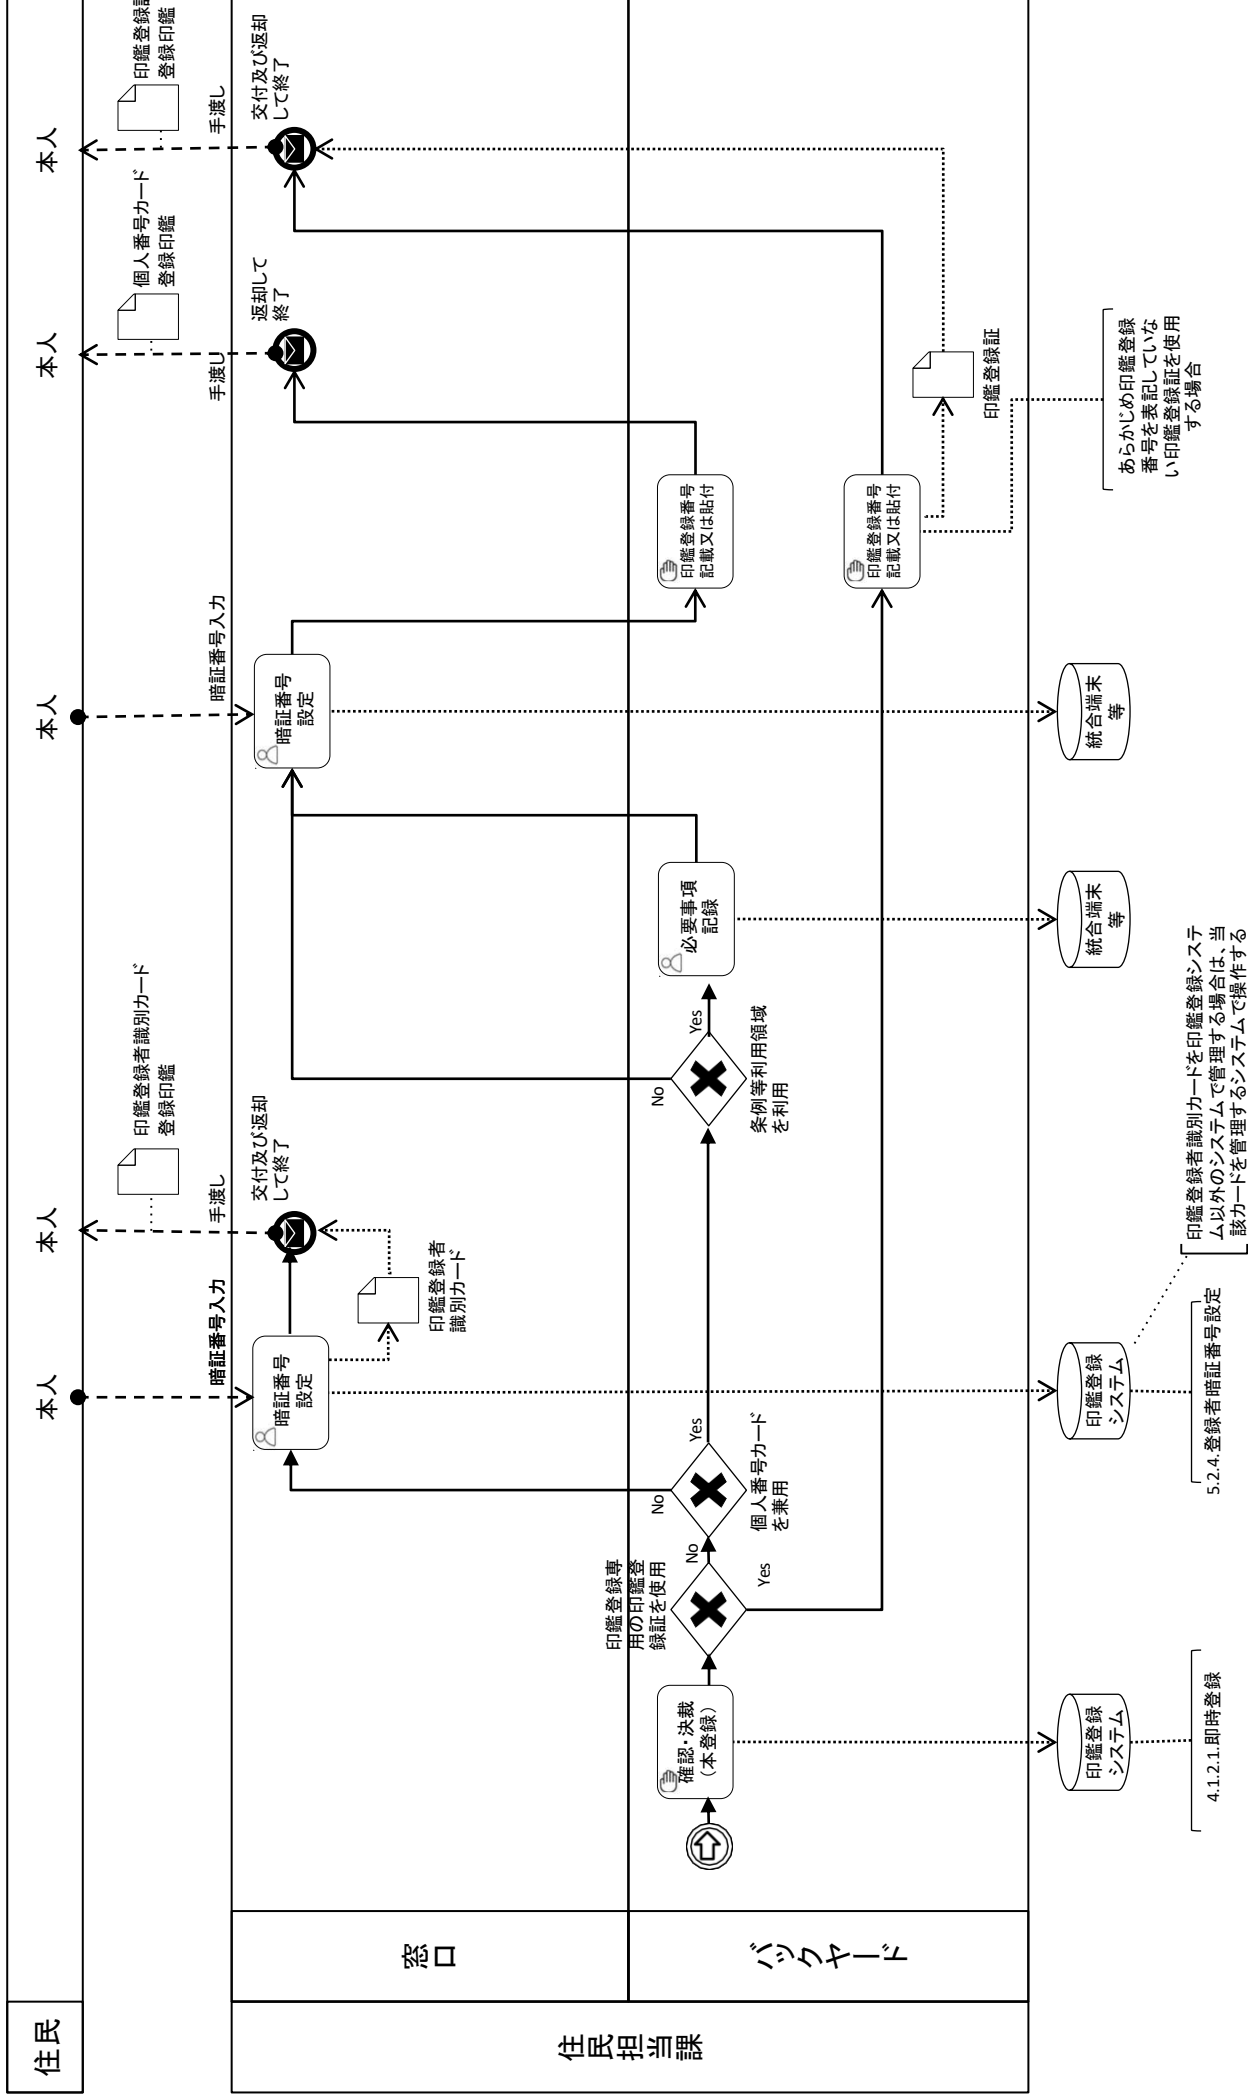 住民
住民担当課
窓口
バックヤード
本人
本人
本人
本人
本人
暗証番号入力
手渡し
印鑑登録者識別カード
登録印鑑
暗証番号入力
手渡し
個人番号カード
登録印鑑
手渡し
印鑑登録
登録印鑑
暗証番号
設定
交付及び返却
して終了
印鑑登録者
識別カード
暗証番号
設定
返却して
終了
交付及び返却
して終了
確認・決裁
（本登録）
印鑑登録専
用の印鑑登
録証を使用
No
Yes
個人番号カード
を兼用
No
Yes
条例等利用領域
を利用
No
Yes
必要事項
記録
印鑑登録番号
記載又は貼付
印鑑登録番号
記載又は貼付
印鑑登録証
印鑑登録
システム
4.1.2.1.即時登録
印鑑登録
システム
5.2.4.登録者暗証番号設定
印鑑登録者識別カードを印鑑登録システ
ム以外のシステムで管理する場合は、当
該カードを管理するシステムで操作する
統合端末
等
統合端末
等
あらかじめ印鑑登録
番号を表記していな
い印鑑登録証を使用
する場合